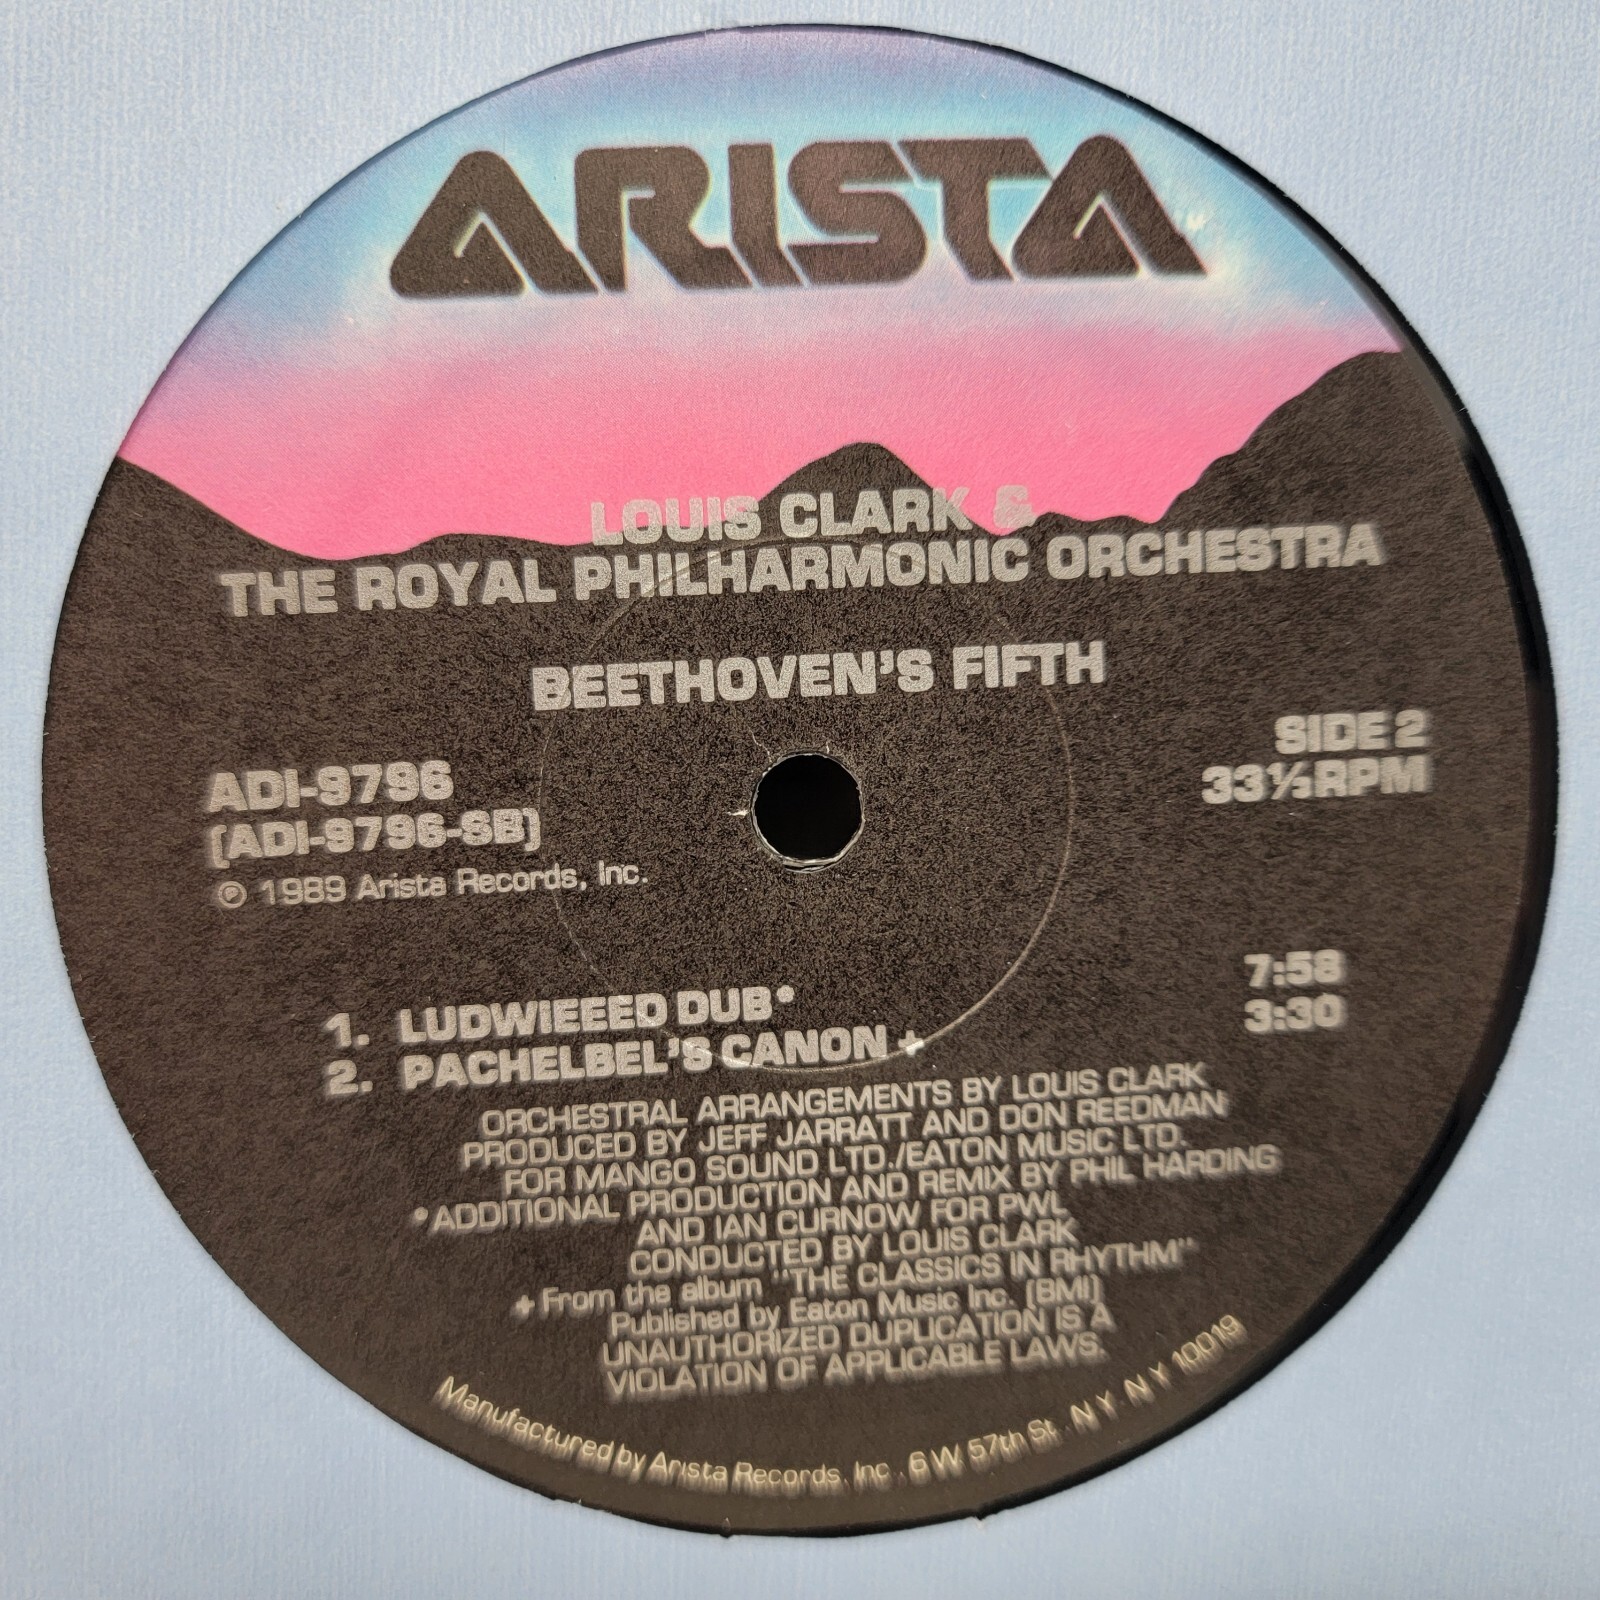 ARISTA
LOUIS CLARK &
THE ROYAL PHILHARMONIC ORCHESTRA
BEETHOVEN'S FIFTH
SIDE 2
33⅓RPM
ADI-9796
(ADI-9796-SB)
℗ 1989 Arista Records, Inc.
1. LUDWIEEED DUB* 7:58
2. PACHELBEL'S CANON + 3:30
ORCHESTRAL ARRANGEMENTS BY LOUIS CLARK
PRODUCED BY JEFF JARRATT AND DON REEDMAN
FOR MANGO SOUND LTD./EATON MUSIC LTD.
*ADDITIONAL PRODUCTION AND REMIX BY PHIL HARDING
AND IAN CURNOW FOR PWL
CONDUCTED BY LOUIS CLARK
+ From the album "THE CLASSICS IN RHYTHM"
Published by Eaton Music Inc. (BMI)
UNAUTHORIZED DUPLICATION IS A
VIOLATION OF APPLICABLE LAWS.
Manufactured by Arista Records, Inc., 6 W. 57th St., N.Y. N.Y. 10019